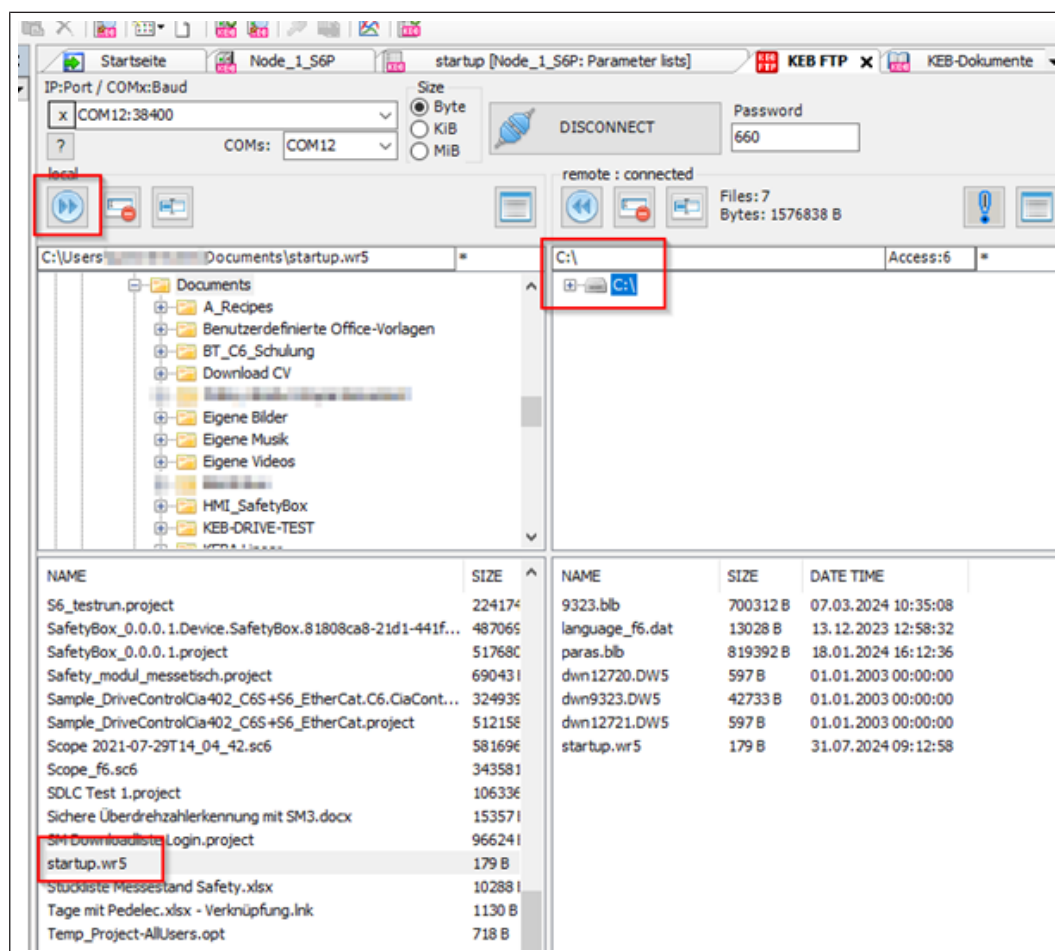 Startseite Node_1_S6P startup [Node_1_S6P: Parameter lists] KEB FTP x KEB-Dokumente
IP:Port / COMx:Baud Size
x COM12:38400 Byte
KiB
MiB
? COMs: COM12
DISCONNECT
Password
660
local remote : connected
Files: 7
Bytes: 1576838 B
C:\Users\ Documents\startup.wr5 * C:\ Access:6 *
Documents
A_Recipes
Benutzerdefinierte Office-Vorlagen
BT_C6_Schulung
Download CV
Eigene Bilder
Eigene Musik
Eigene Videos
HMI_SafetyBox
KEB-DRIVE-TEST
C:\
NAME SIZE
S6_testrun.project 224174
SafetyBox_0.0.0.1.Device.SafetyBox.81808ca8-21d1-441f... 487069
SafetyBox_0.0.0.1.project 517680
Safety_modul_messetisch.project 69043
Sample_DriveControlCia402_C6S+S6_EtherCat.C6.CiaCont... 324939
Sample_DriveControlCia402_C6S+S6_EtherCat.project 512158
Scope 2021-07-29T14_04_42.sc6 581696
Scope_f6.sc6 343581
SDLC Test 1.project 106336
Sichere Überdrehzahlerkennung mit SM3.docx 15357
SM Downloadliste Login.project 96624
startup.wr5 179 B
Stückliste Messestand Safety.xlsx 10288
Tage mit Pedelec.xlsx - Verknüpfung.lnk 1130 B
Temp_Project-AllUsers.opt 718 B
NAME SIZE DATE TIME
9323.blb 700312 B 07.03.2024 10:35:08
language_f6.dat 13028 B 13.12.2023 12:58:32
paras.blb 819392 B 18.01.2024 16:12:36
dwn12720.DW5 597 B 01.01.2003 00:00:00
dwn9323.DW5 42733 B 01.01.2003 00:00:00
dwn12721.DW5 597 B 01.01.2003 00:00:00
startup.wr5 179 B 31.07.2024 09:12:58